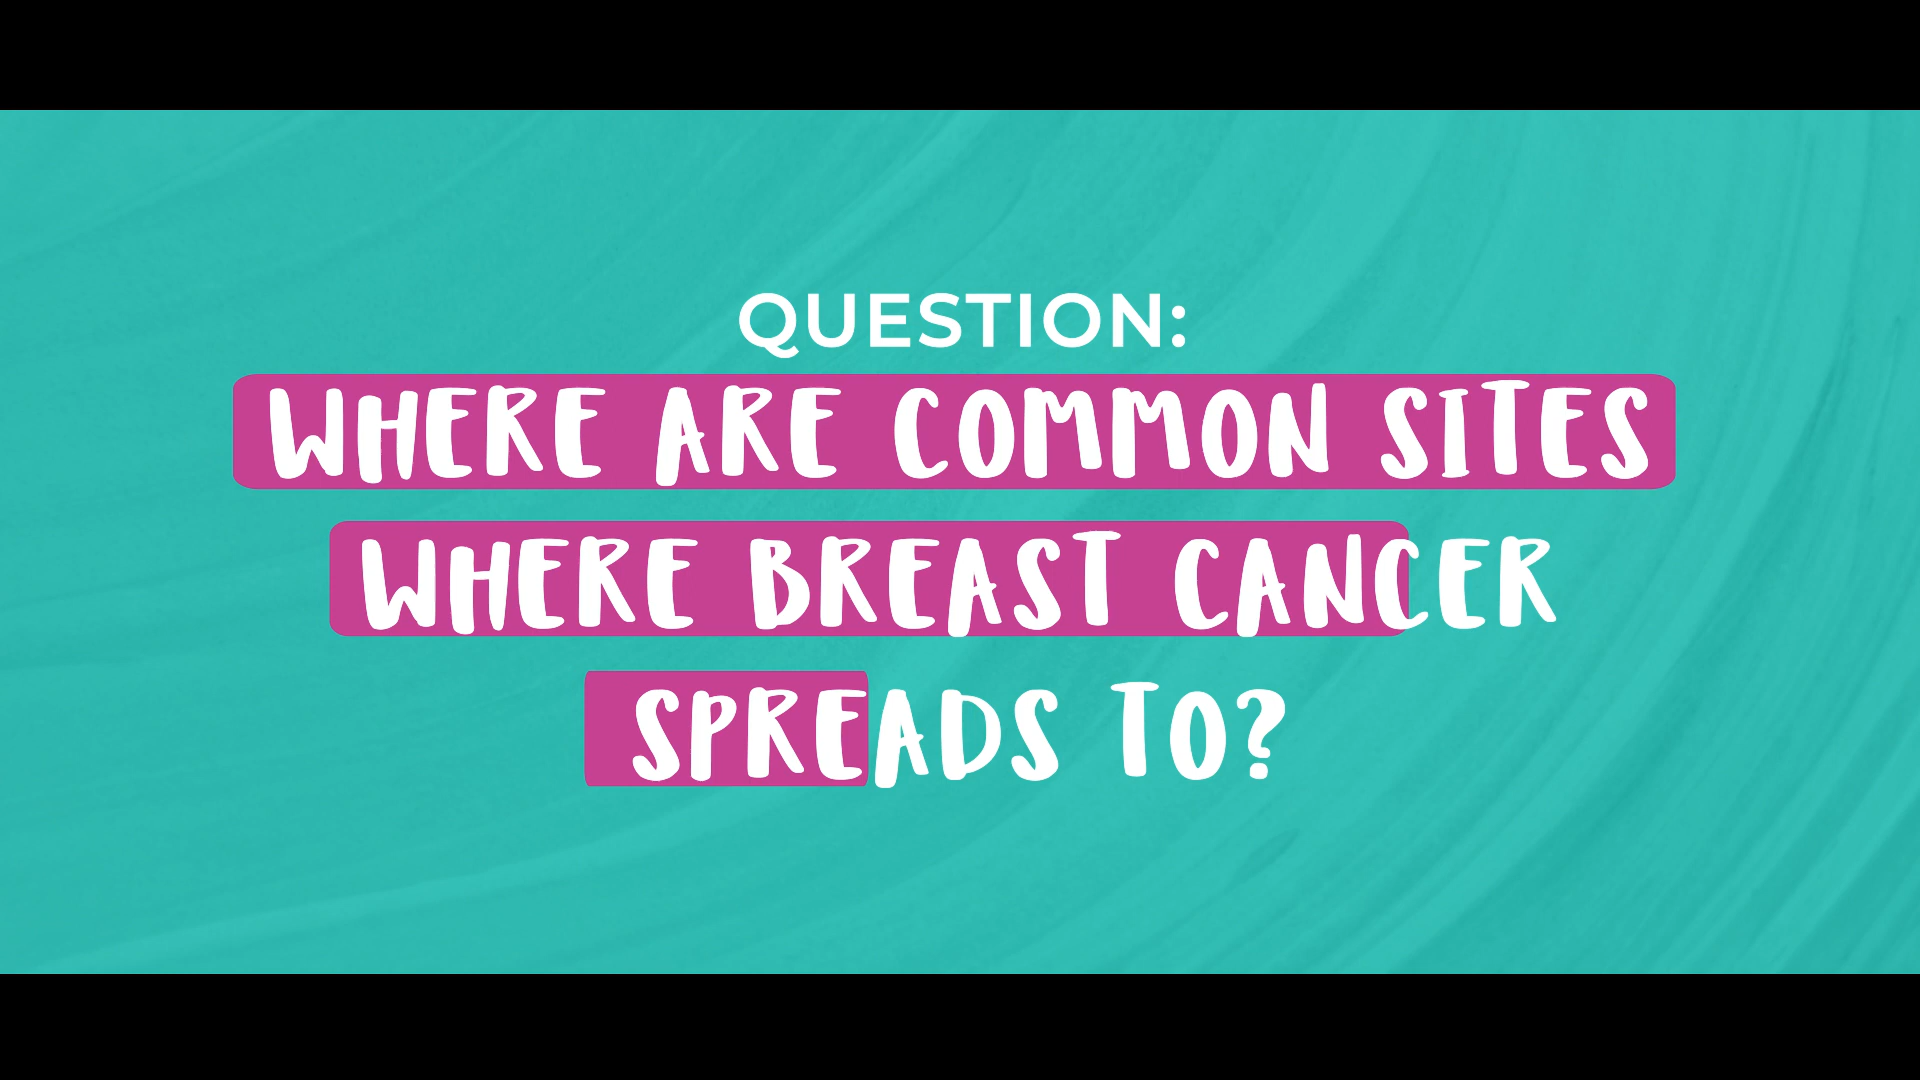 QUESTION:
WHERE ARE COMMON SITES
WHERE BREAST CANCER
SPREADS TO?